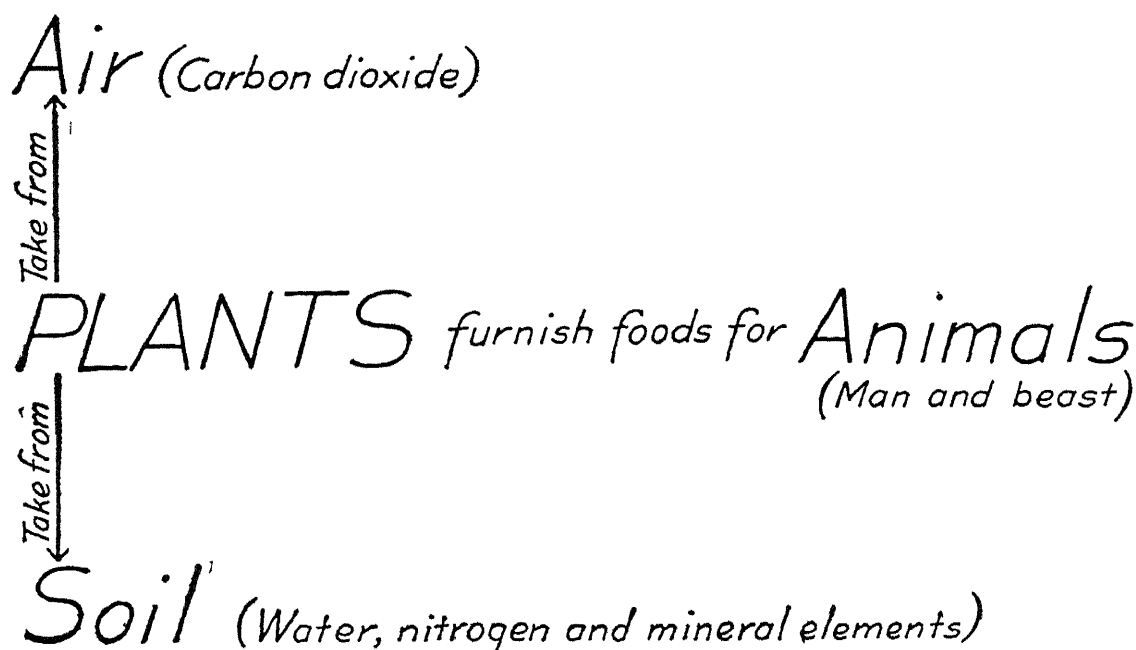 Air (Carbon dioxide)
Take from
PLANTS furnish foods for Animals
(Man and beast)
Take from
Soil (Water, nitrogen and mineral elements)